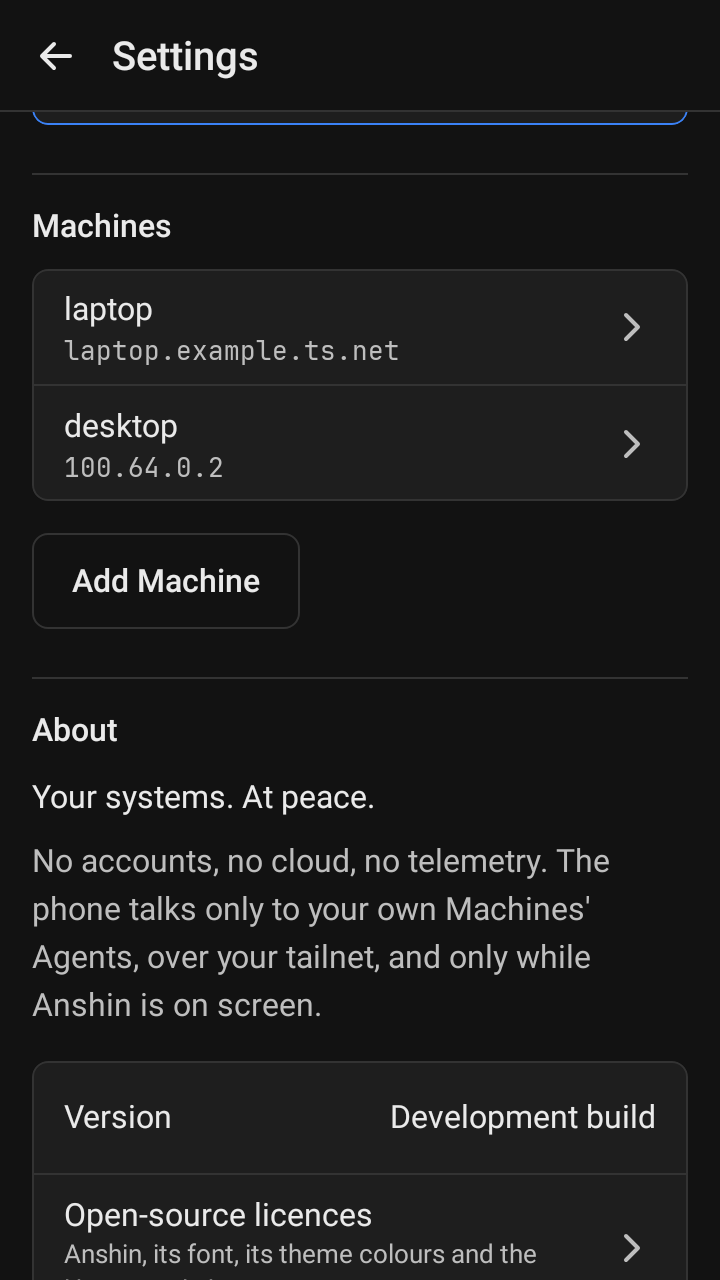 Settings
Machines
laptop
laptop.example.ts.net
desktop
100.64.0.2
Add Machine
About
Your systems. At peace.
No accounts, no cloud, no telemetry. The
phone talks only to your own Machines'
Agents, over your tailnet, and only while
Anshin is on screen.
Version Development build
Open-source licences
Anshin, its font, its theme colours and the